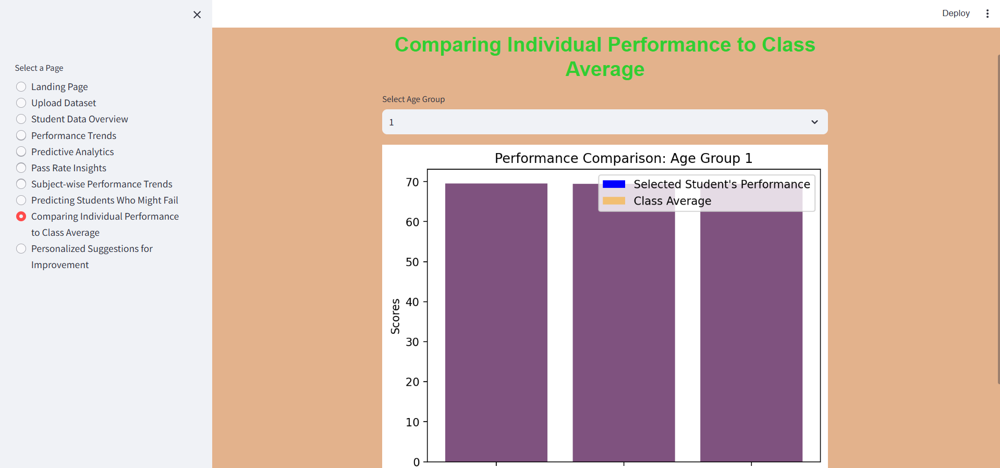 Deploy
Select a Page
Landing Page
Upload Dataset
Student Data Overview
Performance Trends
Predictive Analytics
Pass Rate Insights
Subject-wise Performance Trends
Predicting Students Who Might Fail
Comparing Individual Performance
to Class Average
Personalized Suggestions for
Improvement
Comparing Individual Performance to Class
Average
Select Age Group
1
Performance Comparison: Age Group 1
Selected Student's Performance
Class Average
Scores
70
60
50
40
30
20
10
0